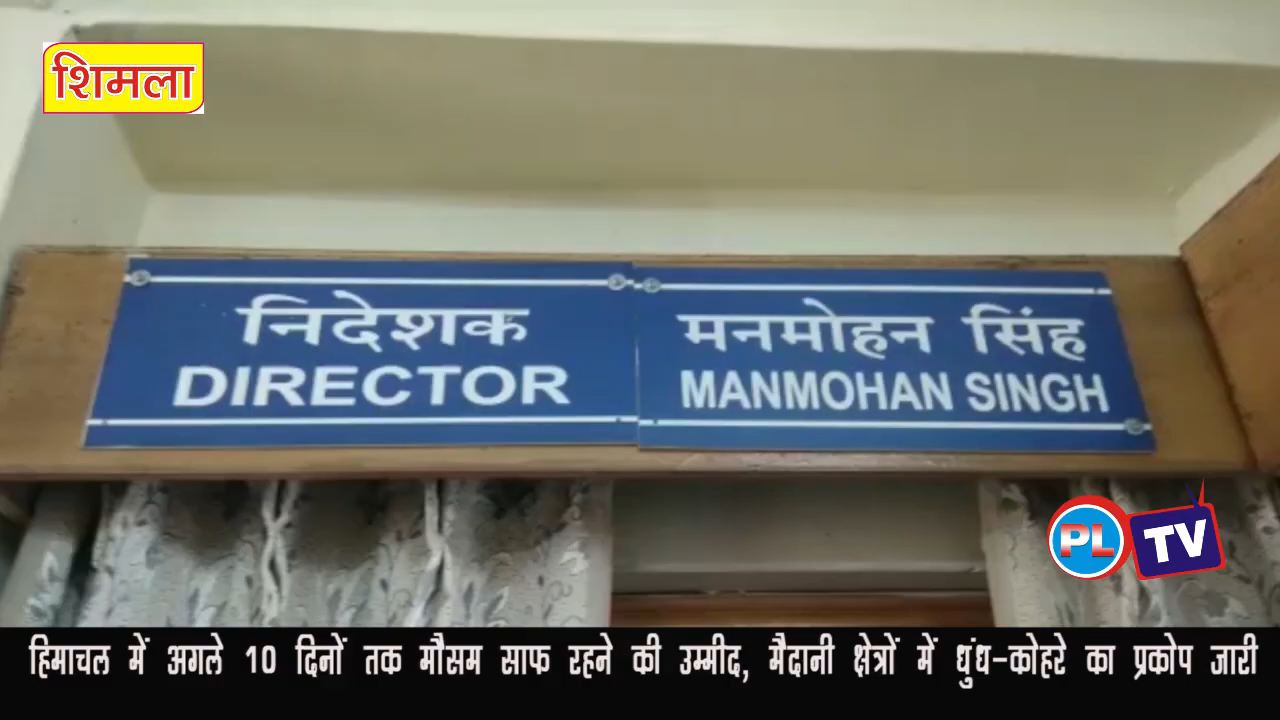 शिमला
निदेशक
DIRECTOR
मनमोहन सिंह
MANMOHAN SINGH
PL TV
हिमाचल में अगले 10 दिनों तक मौसम साफ रहने की उम्मीद, मैदानी क्षेत्रों में धुंध-कोहरे का प्रकोप जारी